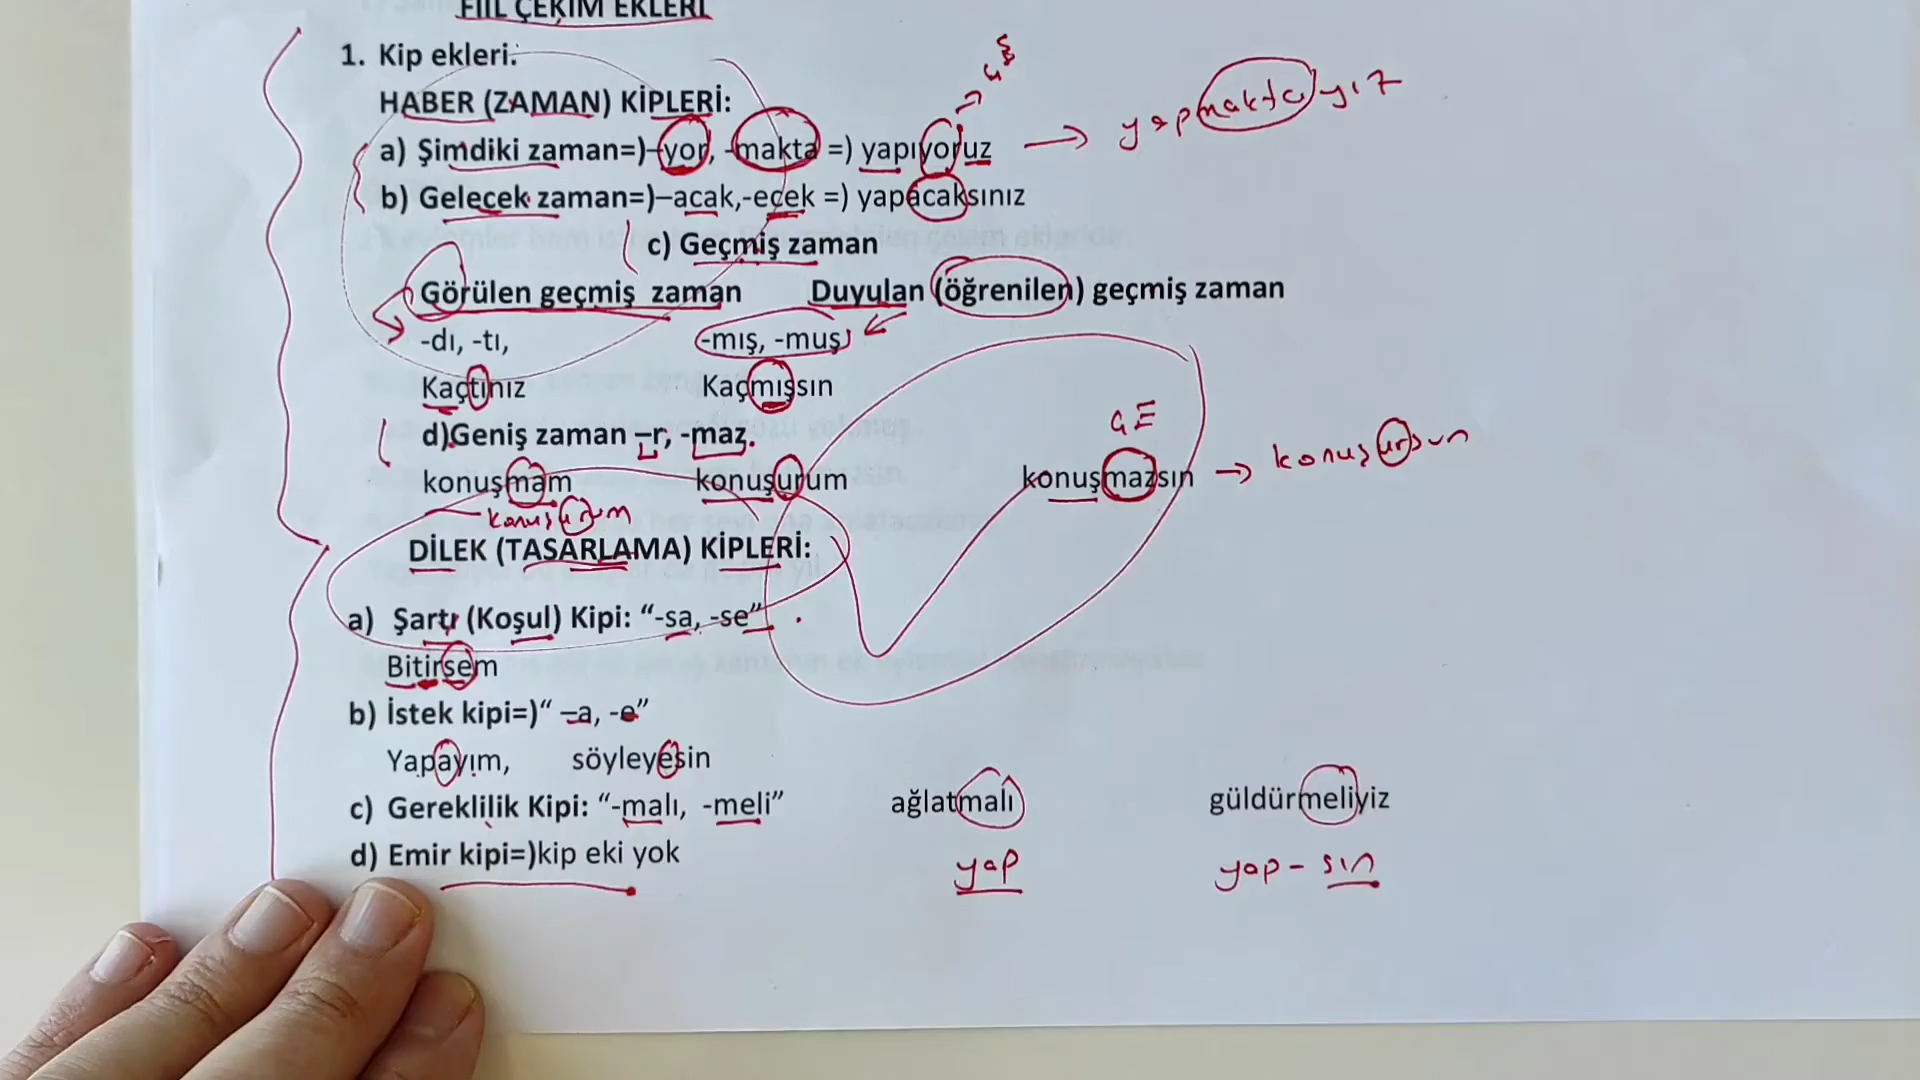 FİİL ÇEKİM EKLERİ
1. Kip ekleri:
HABER (ZAMAN) KİPLERİ:
a) Şimdiki zaman=)–yor, -makta =) yapıyoruz → yapmaktayız
b) Gelecek zaman=)–acak,-ecek =) yapacaksınız
c) Geçmiş zaman
Görülen geçmiş zaman Duyulan (öğrenilen) geçmiş zaman
-dı, -tı, -mış, -muş
Kaçtınız Kaçmışsın
d)Geniş zaman –r, -maz.
GE
konuşmam konuşurum konuşmazsın → konuşursun
konuşurum
DİLEK (TASARLAMA) KİPLERİ:
a) Şart (Koşul) Kipi: “-sa, -se”
Bitirsem
b) İstek kipi=)“ –a, -e”
Yapayım, söyleyesin
c) Gereklilik Kipi: “-malı, -meli” ağlatmalı güldürmeliyiz
d) Emir kipi=)kip eki yok yap yap - sın